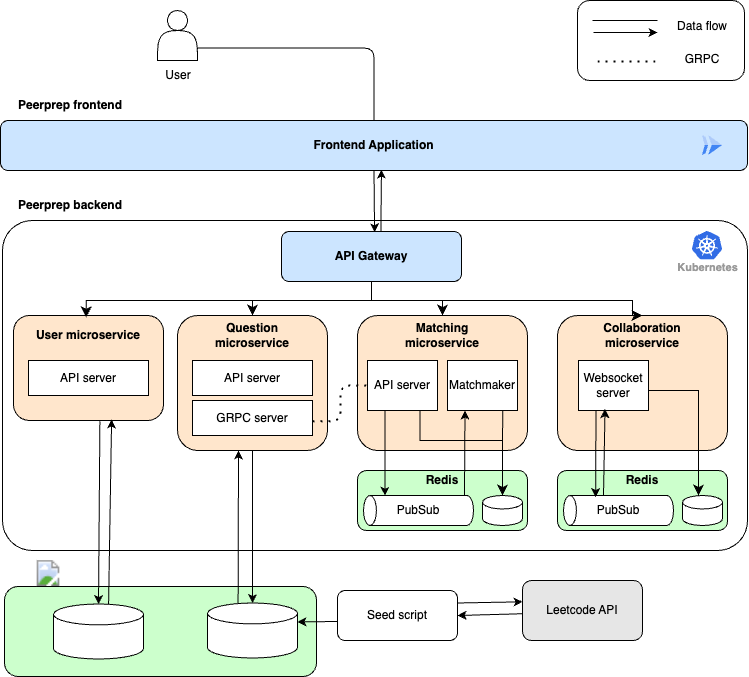 User
Data flow
GRPC
Peerprep frontend
Frontend Application
Peerprep backend
API Gateway
Kubernetes
User microservice
API server
Question
microservice
API server
GRPC server
Matching
microservice
API server
Matchmaker
Collaboration
microservice
Websocket
server
Redis
PubSub
Redis
PubSub
Seed script
Leetcode API